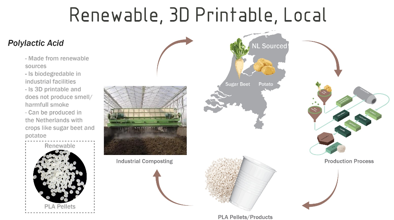 Renewable, 3D Printable, Local
Polylactic Acid
- Made from renewable
sources
- Is biodegradable in
industrial facilities
- Is 3D printable and
does not produce smell/
harmfull smoke
- Can be produced in
the Netherlands with
crops like sugar beet and
potatoe
Renewable
PLA Pellets
NL Sourced
Sugar Beet
Potato
Industrial Composting
Production Process
PLA Pellets/Products